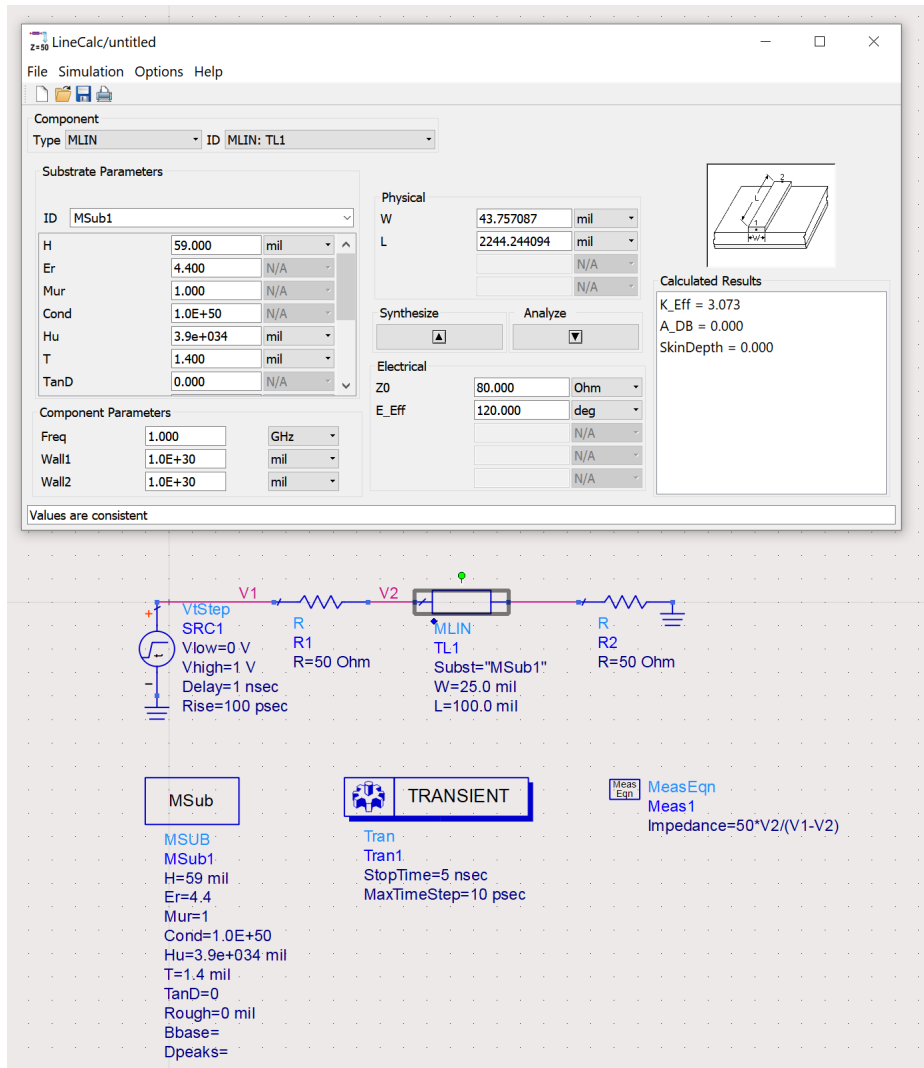 Z=50 LineCalc/untitled
File Simulation Options Help
Component
Type MLIN ID MLIN: TL1
Substrate Parameters
ID MSub1
H 59.000 mil
Er 4.400 N/A
Mur 1.000 N/A
Cond 1.0E+50 N/A
Hu 3.9e+034 mil
T 1.400 mil
TanD 0.000 N/A
Component Parameters
Freq 1.000 GHz
Wall1 1.0E+30 mil
Wall2 1.0E+30 mil
Physical
W 43.757087 mil
L 2244.244094 mil
N/A
N/A
Synthesize Analyze
Electrical
Z0 80.000 Ohm
E_Eff 120.000 deg
N/A
N/A
N/A
2
L
1
W
Calculated Results
K_Eff = 3.073
A_DB = 0.000
SkinDepth = 0.000
Values are consistent
V1
V2
+
−
VtStep
SRC1
Vlow=0 V
Vhigh=1 V
Delay=1 nsec
Rise=100 psec
R
R1
R=50 Ohm
MLIN
TL1
Subst="MSub1"
W=25.0 mil
L=100.0 mil
R
R2
R=50 Ohm
MSub
MSUB
MSub1
H=59 mil
Er=4.4
Mur=1
Cond=1.0E+50
Hu=3.9e+034 mil
T=1.4 mil
TanD=0
Rough=0 mil
Bbase=
Dpeaks=
TRANSIENT
Tran
Tran1
StopTime=5 nsec
MaxTimeStep=10 psec
Meas
Eqn
MeasEqn
Meas1
Impedance=50*V2/(V1-V2)